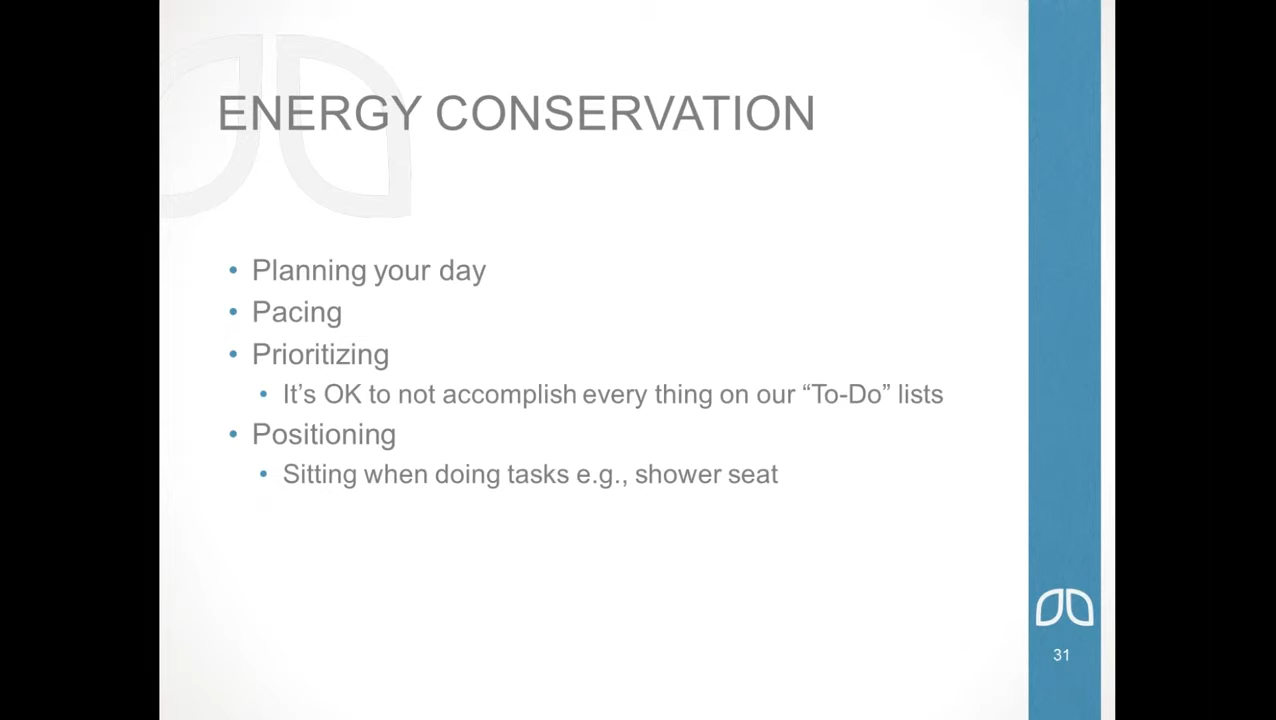 ENERGY CONSERVATION
• Planning your day
• Pacing
• Prioritizing
• It’s OK to not accomplish every thing on our “To-Do” lists
• Positioning
• Sitting when doing tasks e.g., shower seat
31